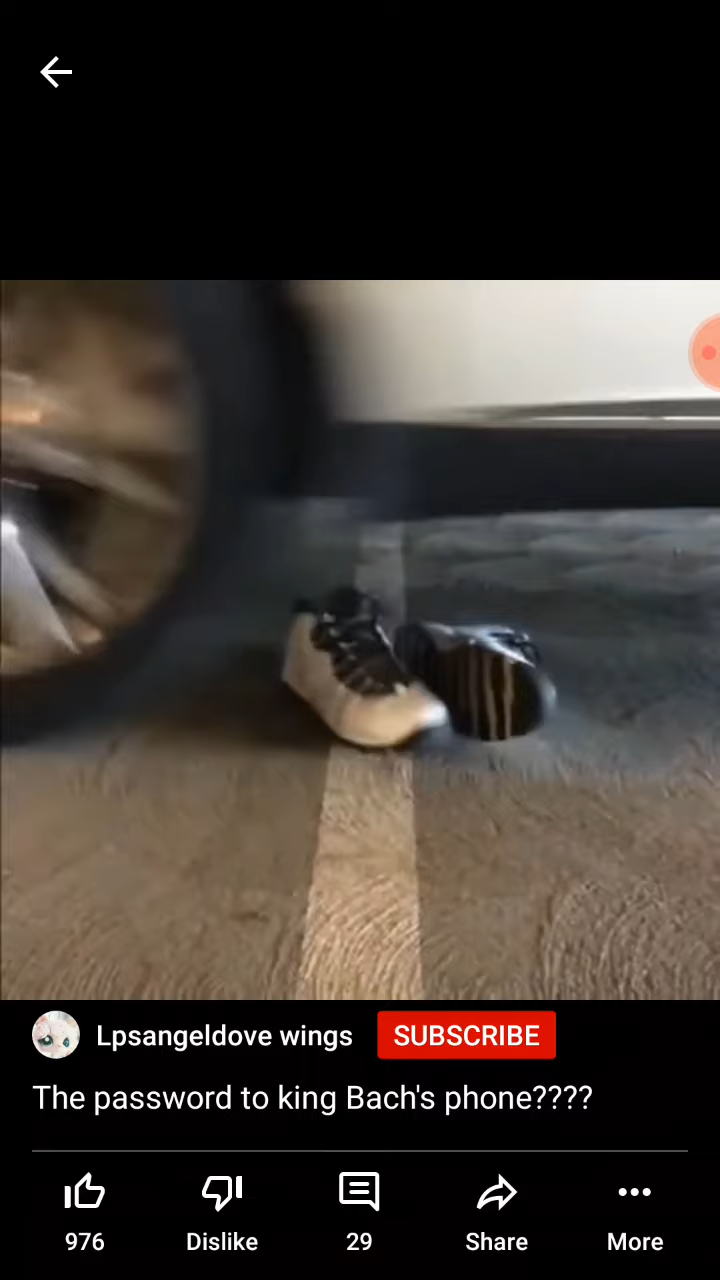 Lpsangeldove wings SUBSCRIBE
The password to king Bach's phone????
976 Dislike 29 Share More